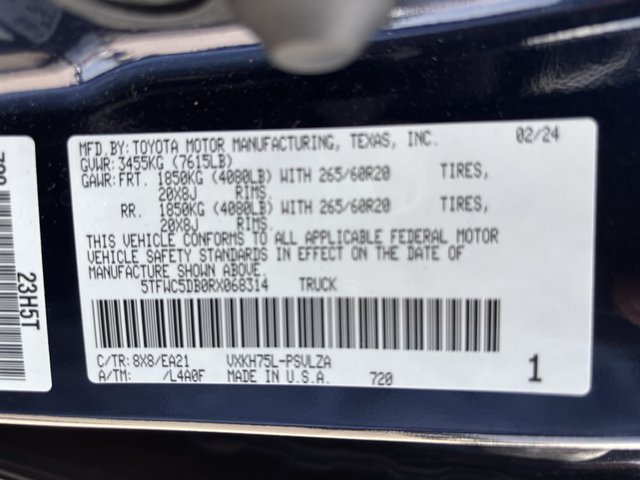 MFD.BY:TOYOTA MOTOR MANUFACTURING, TEXAS, INC. 02/24
GVWR: 3455KG (7615LB)
GAWR:FRT. 1850KG (4080LB) WITH 265/60R20 TIRES,
20X8J RIMS.
RR. 1850KG (4080LB) WITH 265/60R20 TIRES,
20X8J RIMS.
THIS VEHICLE CONFORMS TO ALL APPLICABLE FEDERAL MOTOR
VEHICLE SAFETY STANDARDS IN EFFECT ON THE DATE OF
MANUFACTURE SHOWN ABOVE.
5TFWC5DB0RX068314 TRUCK
C/TR: 8X8/EA21 VXKH75L-PSVLZA
A/TM: /L4A0F MADE IN U.S.A. 720 1
23H5T